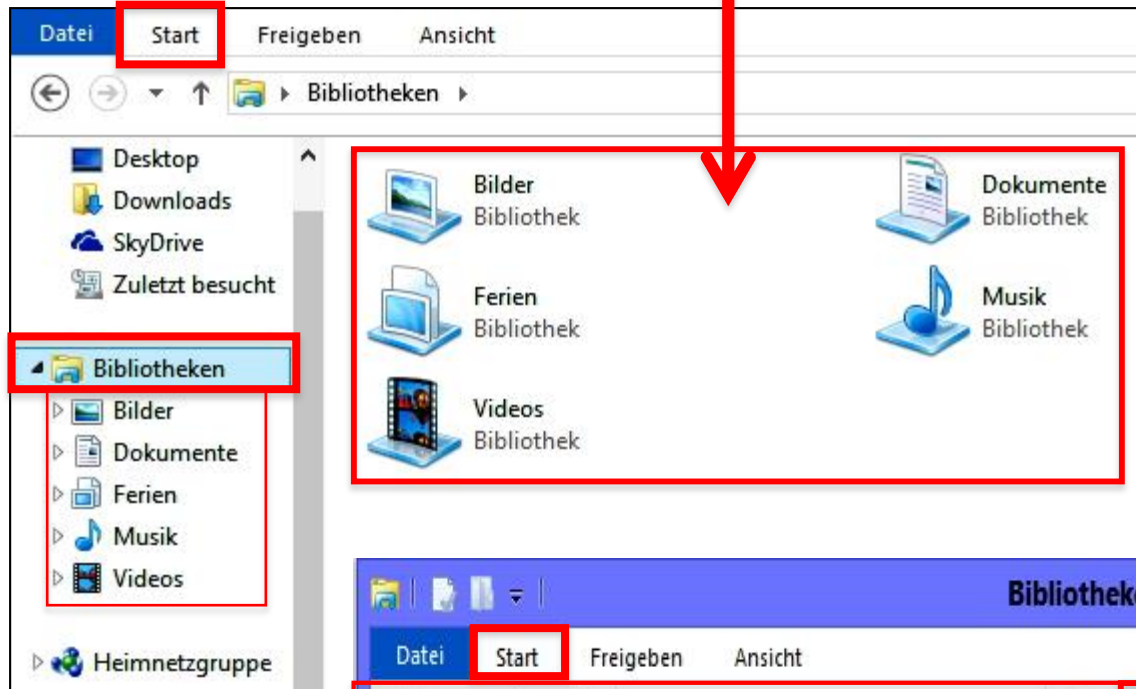 Datei Start Freigeben Ansicht
Bibliotheken
Desktop
Downloads
SkyDrive
Zuletzt besucht
Bibliotheken
Bilder
Dokumente
Ferien
Musik
Videos
Heimnetzgruppe
Bilder
Bibliothek
Dokumente
Bibliothek
Ferien
Bibliothek
Musik
Bibliothek
Videos
Bibliothek
Bibliothek
Datei Start Freigeben Ansicht